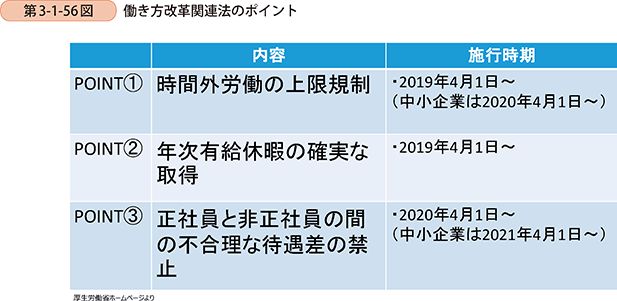 第3-1-56図 働き方改革関連法のポイント
内容 施行時期
POINT① 時間外労働の上限規制 ・2019年4月1日～
（中小企業は2020年4月1日～）
POINT② 年次有給休暇の確実な ・2019年4月1日～
取得
POINT③ 正社員と非正社員の間 ・2020年4月1日～
の不合理な待遇差の禁 （中小企業は2021年4月1日～）
止
厚生労働省ホームページより